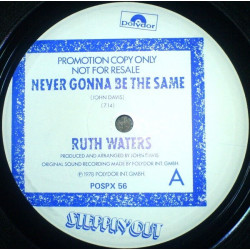 polydor
PROMOTION COPY ONLY
NOT FOR RESALE
NEVER GONNA BE THE SAME
(JOHN DAVIS)
(7:14)
RUTH WATERS
PRODUCED AND ARRANGED BY JOHN DAVIS
ORIGINAL SOUND RECORDING MADE BY POLYDOR INT. GMBH
POLYDOR INT. GMBH
POSPX 56
A
STEPPIN' OUT